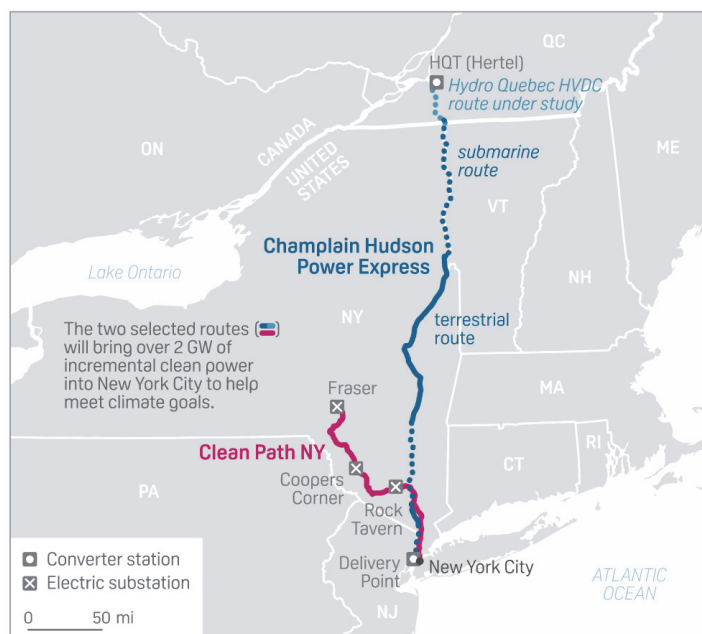 QC
HQT (Hertel)
Hydro Quebec HVDC
route under study
ON
CANADA
UNITED
STATES
submarine
route
ME
VT
Champlain Hudson
Power Express
Lake Ontario
NH
NY
terrestrial
route
The two selected routes (
)
will bring over 2 GW of
incremental clean power
into New York City to help
meet climate goals.
Fraser
MA
Clean Path NY
RI
CT
PA
Coopers
Corner
Rock
Tavern
Converter station
Electric substation
Delivery
Point
New York City
ATLANTIC
OCEAN
NJ
0 50 mi